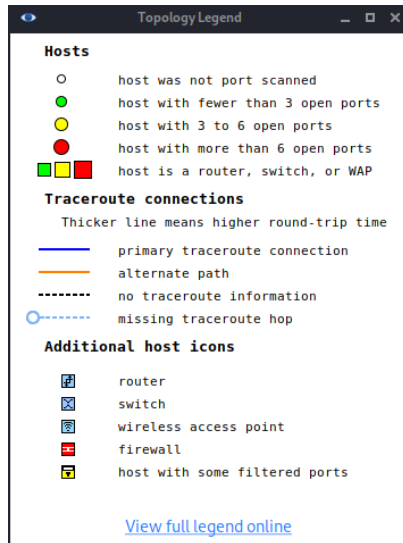 Topology Legend
Hosts
host was not port scanned
host with fewer than 3 open ports
host with 3 to 6 open ports
host with more than 6 open ports
host is a router, switch, or WAP
Traceroute connections
Thicker line means higher round-trip time
primary traceroute connection
alternate path
no traceroute information
missing traceroute hop
Additional host icons
router
switch
wireless access point
firewall
host with some filtered ports
View full legend online